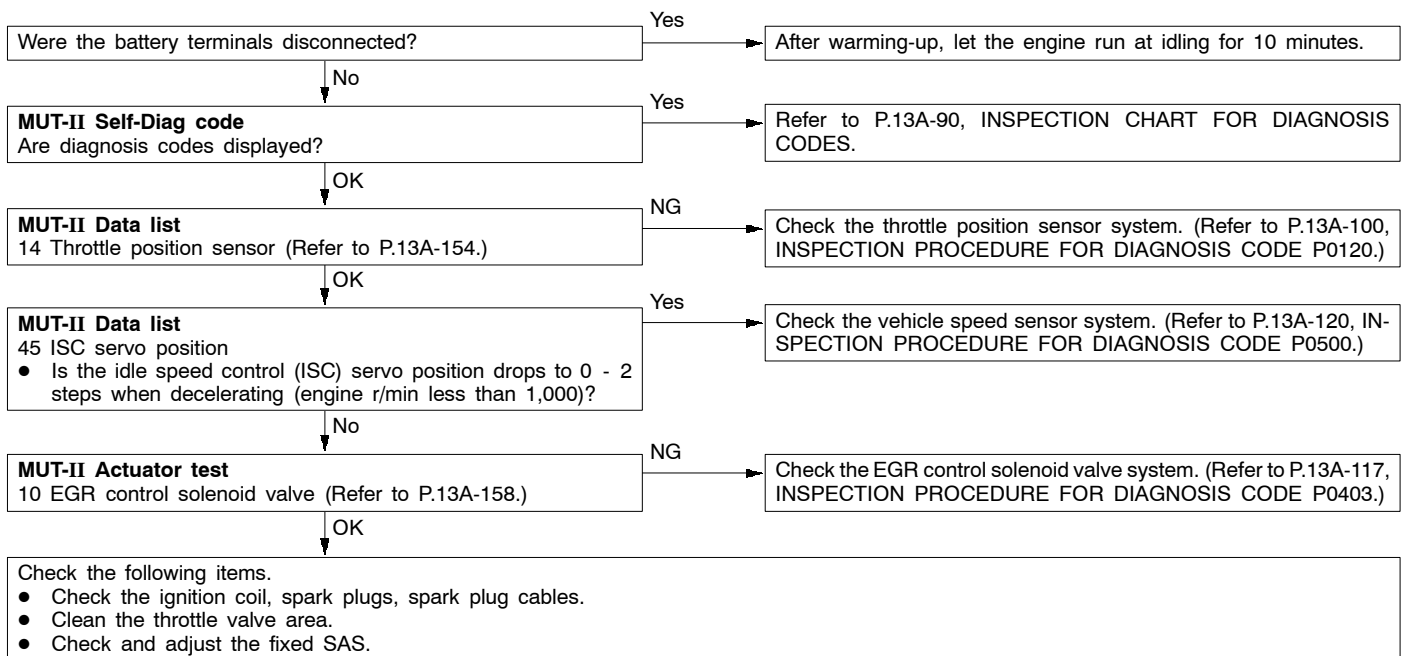 Were the battery terminals disconnected?
Yes
After warming-up, let the engine run at idling for 10 minutes.
No
MUT-II Self-Diag code
Are diagnosis codes displayed?
Yes
Refer to P.13A-90, INSPECTION CHART FOR DIAGNOSIS
CODES.
OK
MUT-II Data list
14 Throttle position sensor (Refer to P.13A-154.)
NG
Check the throttle position sensor system. (Refer to P.13A-100,
INSPECTION PROCEDURE FOR DIAGNOSIS CODE P0120.)
OK
MUT-II Data list
45 ISC servo position
● Is the idle speed control (ISC) servo position drops to 0 - 2
steps when decelerating (engine r/min less than 1,000)?
Yes
Check the vehicle speed sensor system. (Refer to P.13A-120, IN-
SPECTION PROCEDURE FOR DIAGNOSIS CODE P0500.)
No
MUT-II Actuator test
10 EGR control solenoid valve (Refer to P.13A-158.)
NG
Check the EGR control solenoid valve system. (Refer to P.13A-117,
INSPECTION PROCEDURE FOR DIAGNOSIS CODE P0403.)
OK
Check the following items.
● Check the ignition coil, spark plugs, spark plug cables.
● Clean the throttle valve area.
● Check and adjust the fixed SAS.